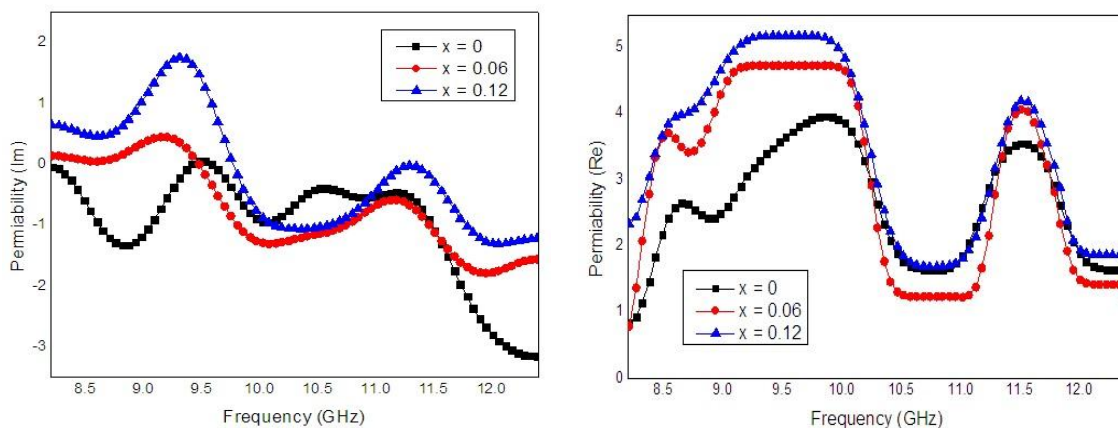 2
1
0
-1
-2
-3
Permiability (Im)
x = 0
x = 0.06
x = 0.12
8.5 9.0 9.5 10.0 10.5 11.0 11.5 12.0
Frequency (GHz)
5
4
3
2
1
0
Permiability (Re)
x = 0
x = 0.06
x = 0.12
8.5 9.0 9.5 10.0 10.5 11.0 11.5 12.0
Frequency (GHz)